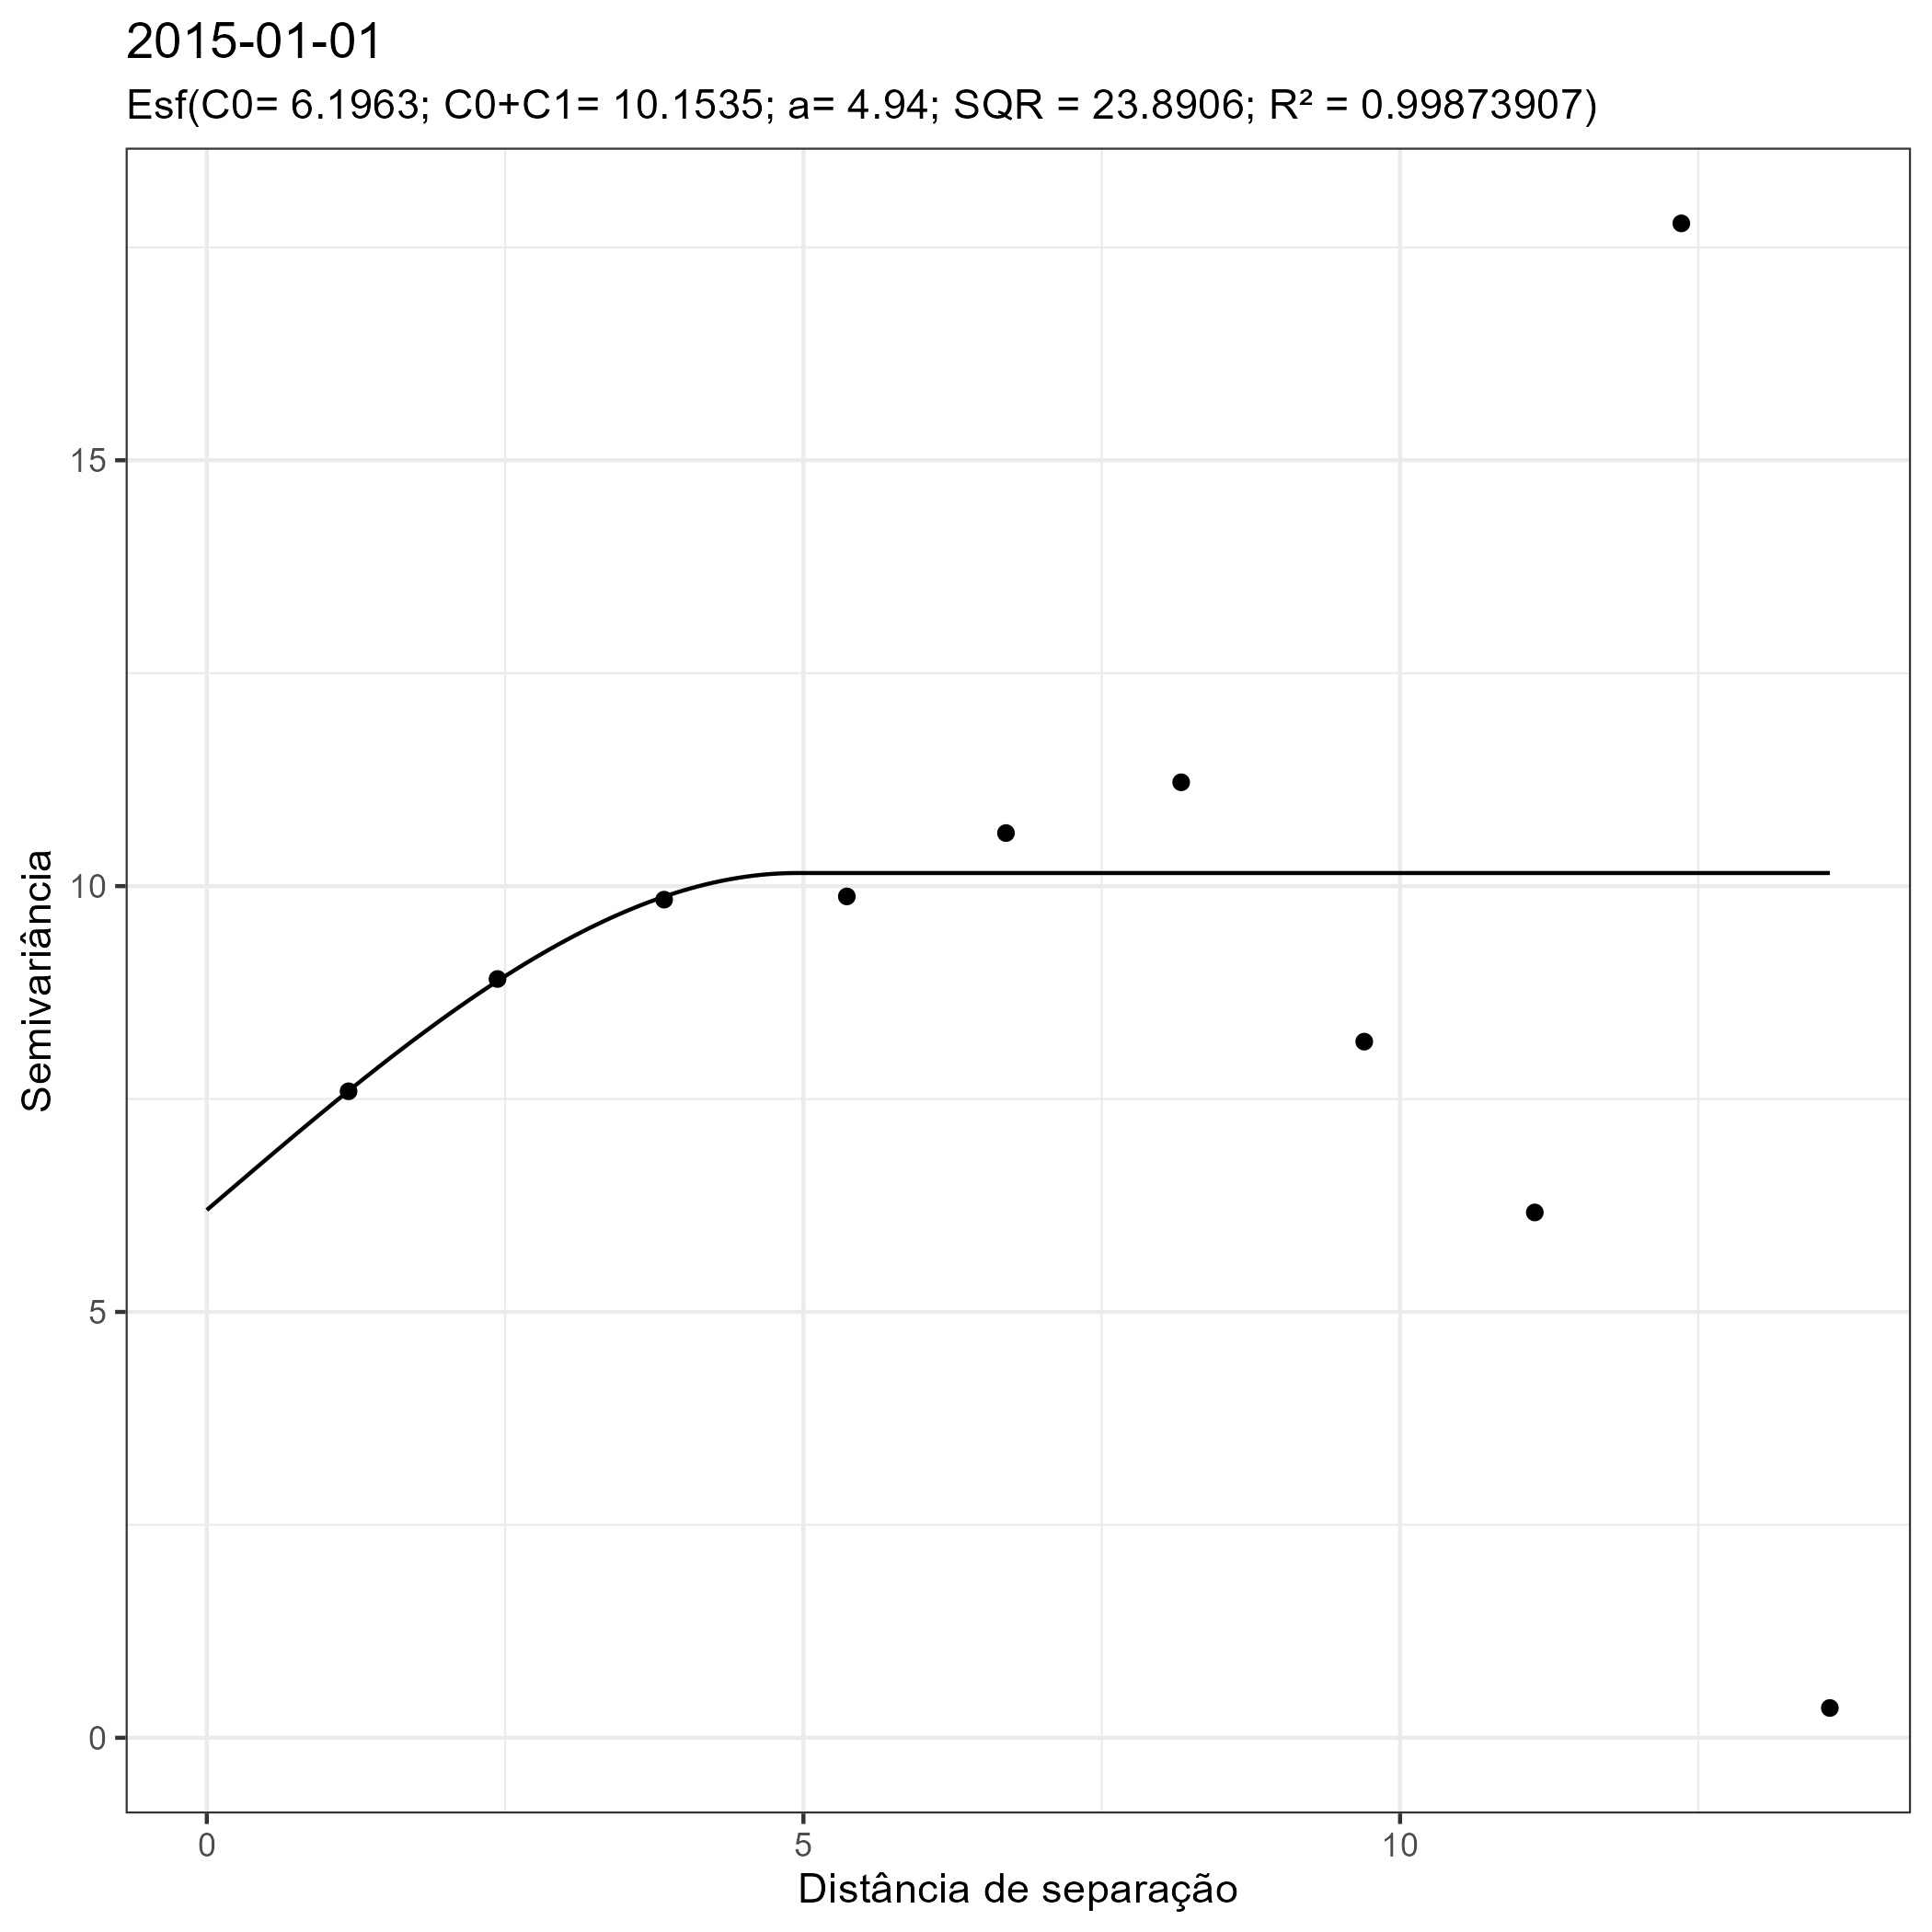 2015-01-01
Esf(C0= 6.1963; C0+C1= 10.1535; a= 4.94; SQR = 23.8906; R² = 0.99873907)
Semivariância
15
10
5
0
0 5 10
Distância de separação